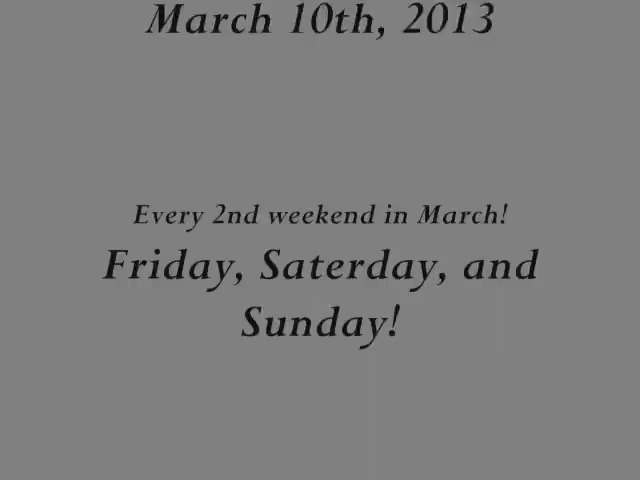 March 10th, 2013
Every 2nd weekend in March!
Friday, Saterday, and
Sunday!